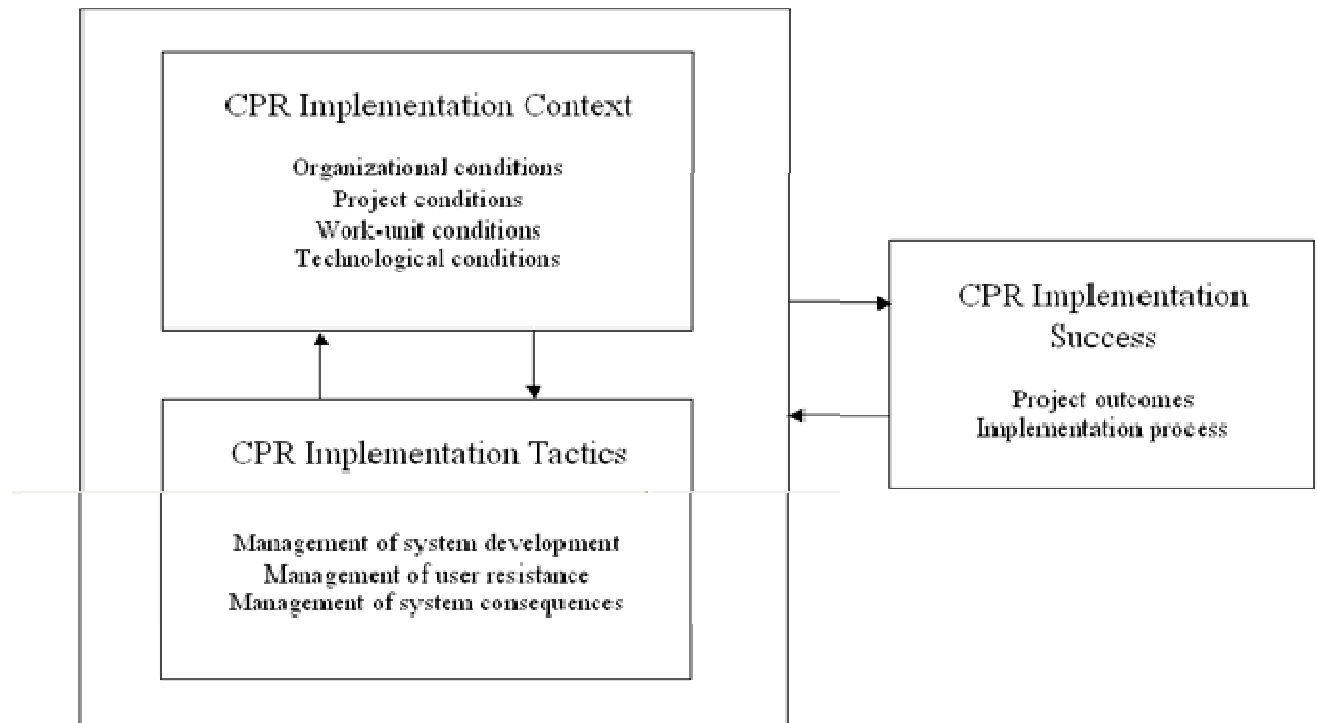 CPR Implementation Context
Organizational conditions
Project conditions
Work-unit conditions
Technological conditions
CPR Implementation Tactics
Management of system development
Management of user resistance
Management of system consequences
CPR Implementation
Success
Project outcomes
Implementation process